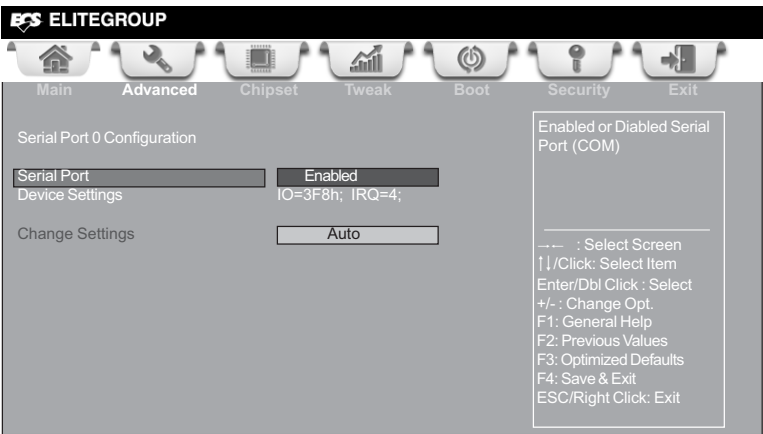 ECS ELITEGROUP
Main Advanced Chipset Tweak Boot Security Exit
Serial Port 0 Configuration
Serial Port Enabled
Device Settings IO=3F8h; IRQ=4;
Change Settings Auto
Enabled or Diabled Serial
Port (COM)
→← : Select Screen
↑↓/Click: Select Item
Enter/Dbl Click : Select
+/- : Change Opt.
F1: General Help
F2: Previous Values
F3: Optimized Defaults
F4: Save & Exit
ESC/Right Click: Exit